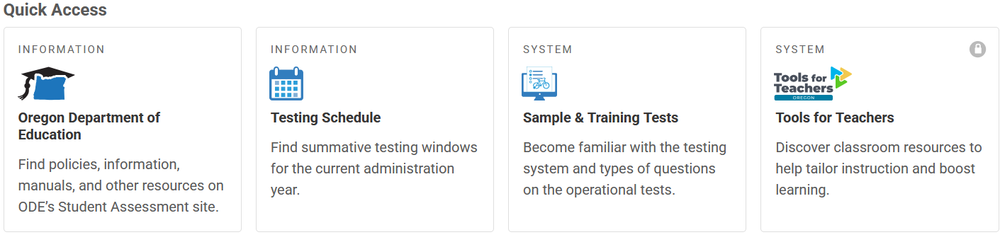 Quick Access
INFORMATION
Oregon Department of
Education
Find policies, information,
manuals, and other resources on
ODE’s Student Assessment site.
INFORMATION
Testing Schedule
Find summative testing windows
for the current administration
year.
SYSTEM
Sample & Training Tests
Become familiar with the testing
system and types of questions
on the operational tests.
SYSTEM
Tools for
Teachers
OREGON
Tools for Teachers
Discover classroom resources to
help tailor instruction and boost
learning.